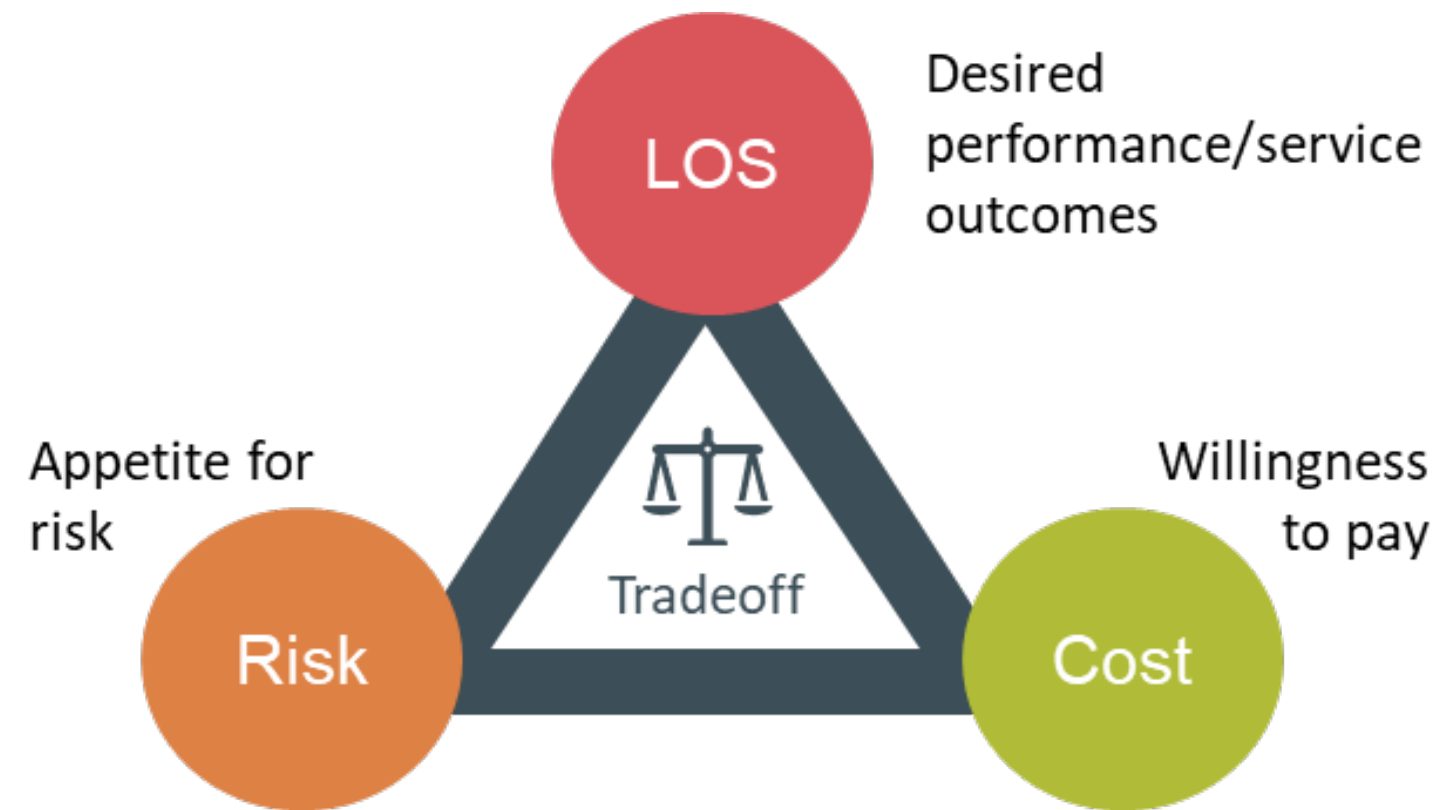 LOS
Desired
performance/service
outcomes
Appetite for
risk
Willingness
to pay
Tradeoff
Risk
Cost